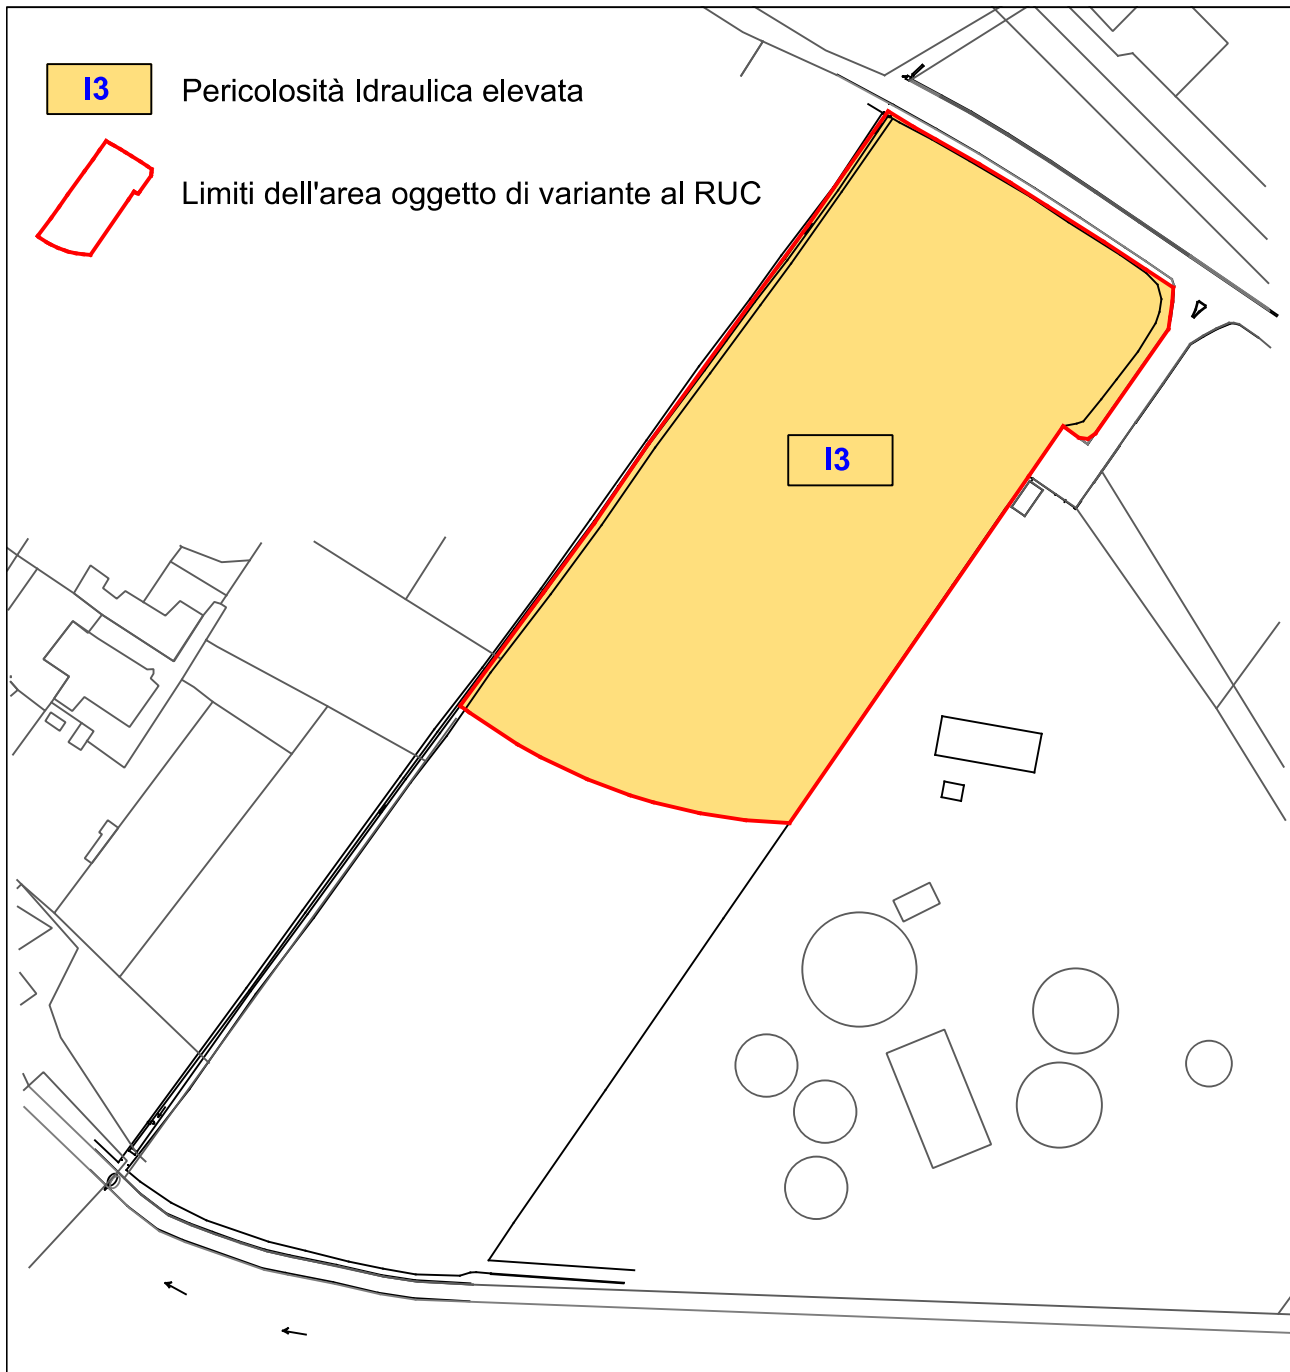 I3
Pericolosità Idraulica elevata
Limiti dell'area oggetto di variante al RUC
I3